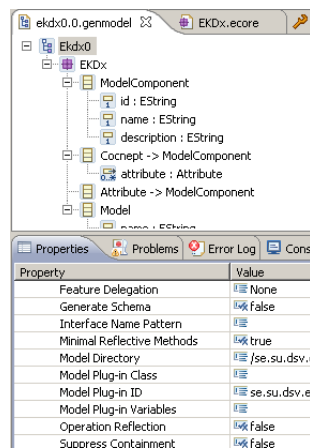 ekdx0.0.genmodel EKDx.ecore
Ekdx0
EKDx
ModelComponent
id : EString
name : EString
description : EString
Cocnept -> ModelComponent
attribute : Attribute
Attribute -> ModelComponent
Model
name : EString
Properties Problems Error Log Cons
Property Value
Feature Delegation None
Generate Schema false
Interface Name Pattern
Minimal Reflective Methods true
Model Directory /se.su.dsv.e
Model Plug-in Class
Model Plug-in ID se.su.dsv.e
Model Plug-in Variables
Operation Reflection false
Suppress Containment false